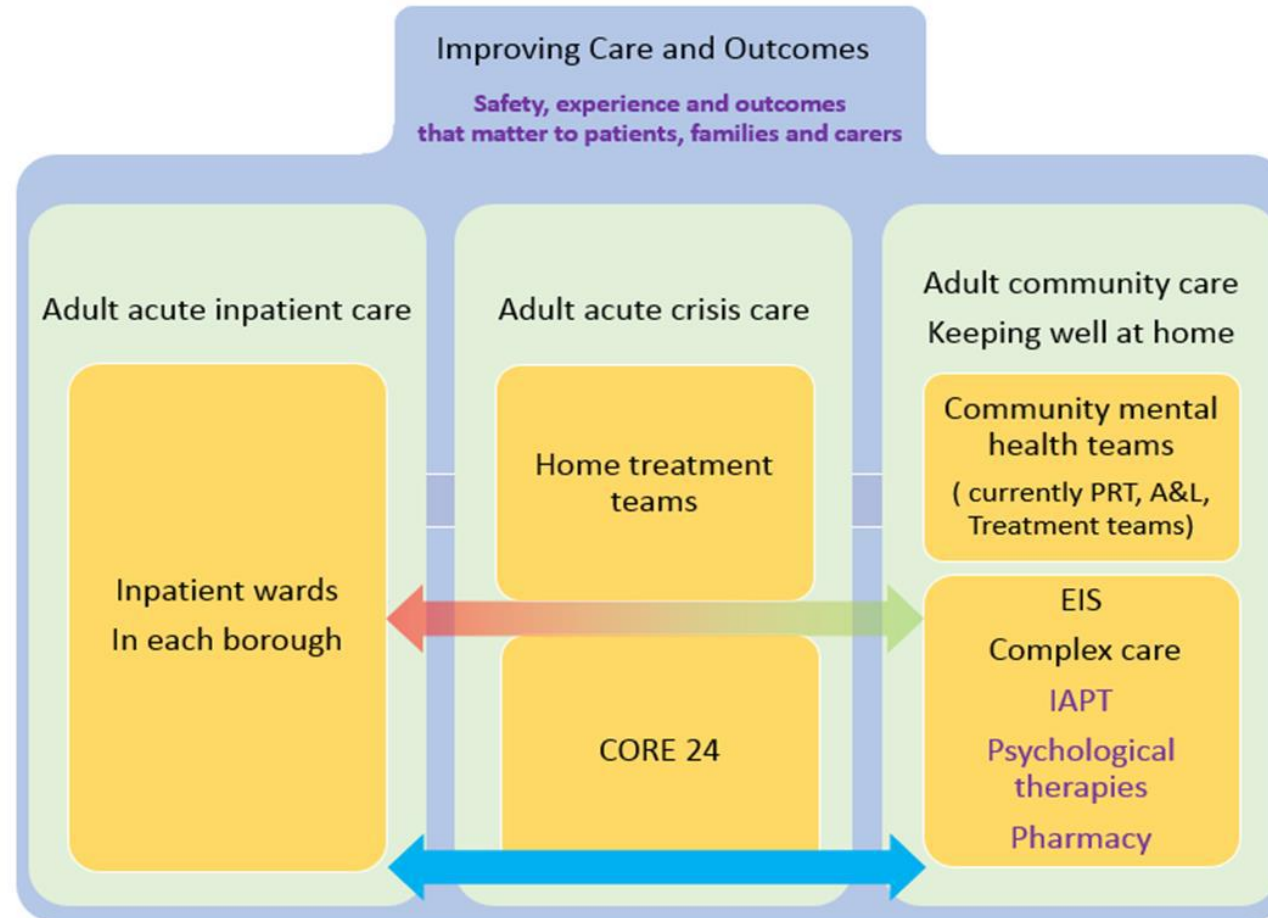 Improving Care and Outcomes
Safety, experience and outcomes
that matter to patients, families and carers
Adult acute inpatient care
Inpatient wards
In each borough
Adult acute crisis care
Home treatment
teams
CORE 24
Adult community care
Keeping well at home
Community mental
health teams
( currently PRT, A&L,
Treatment teams)
EIS
Complex care
IAPT
Psychological
therapies
Pharmacy